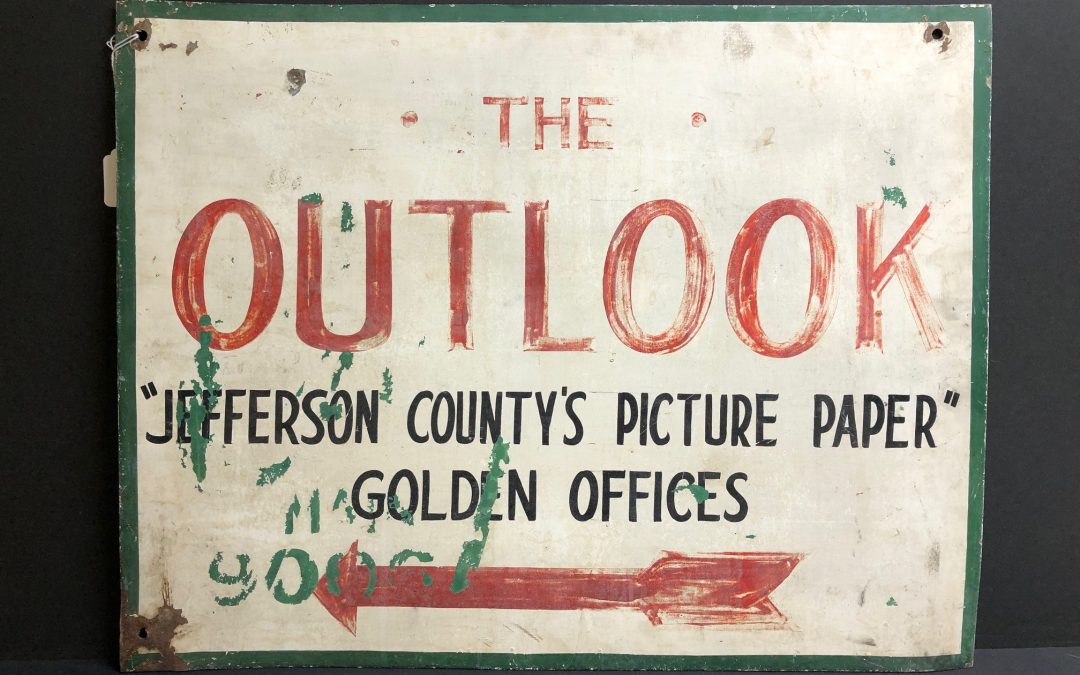 · THE ·
OUTLOOK
"JEFFERSON COUNTY'S PICTURE PAPER"
GOLDEN OFFICES